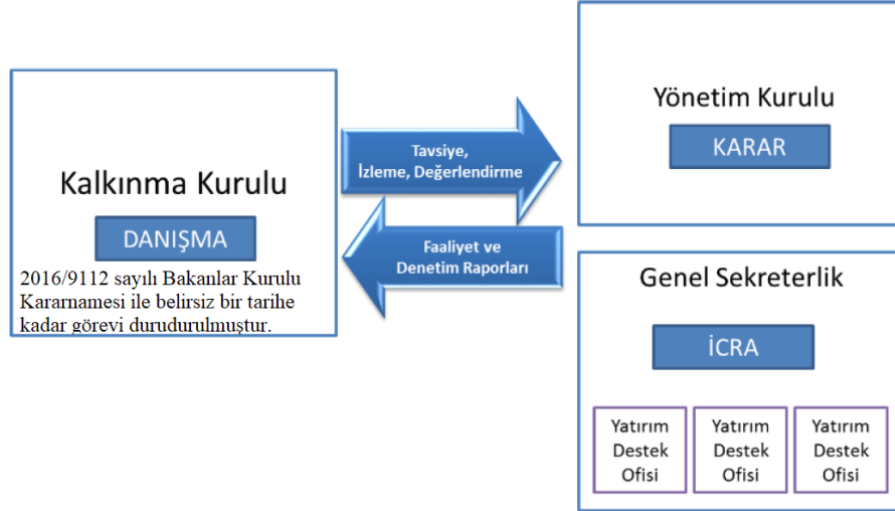 Kalkınma Kurulu
DANIŞMA
2016/9112 sayılı Bakanlar Kurulu
Kararnamesi ile belirsiz bir tarihe
kadar görevi durudurulmuştur.
Tavsiye,
İzleme, Değerlendirme
Faaliyet ve
Denetim Raporları
Yönetim Kurulu
KARAR
Genel Sekreterlik
İCRA
Yatırım
Destek
Ofisi
Yatırım
Destek
Ofisi
Yatırım
Destek
Ofisi